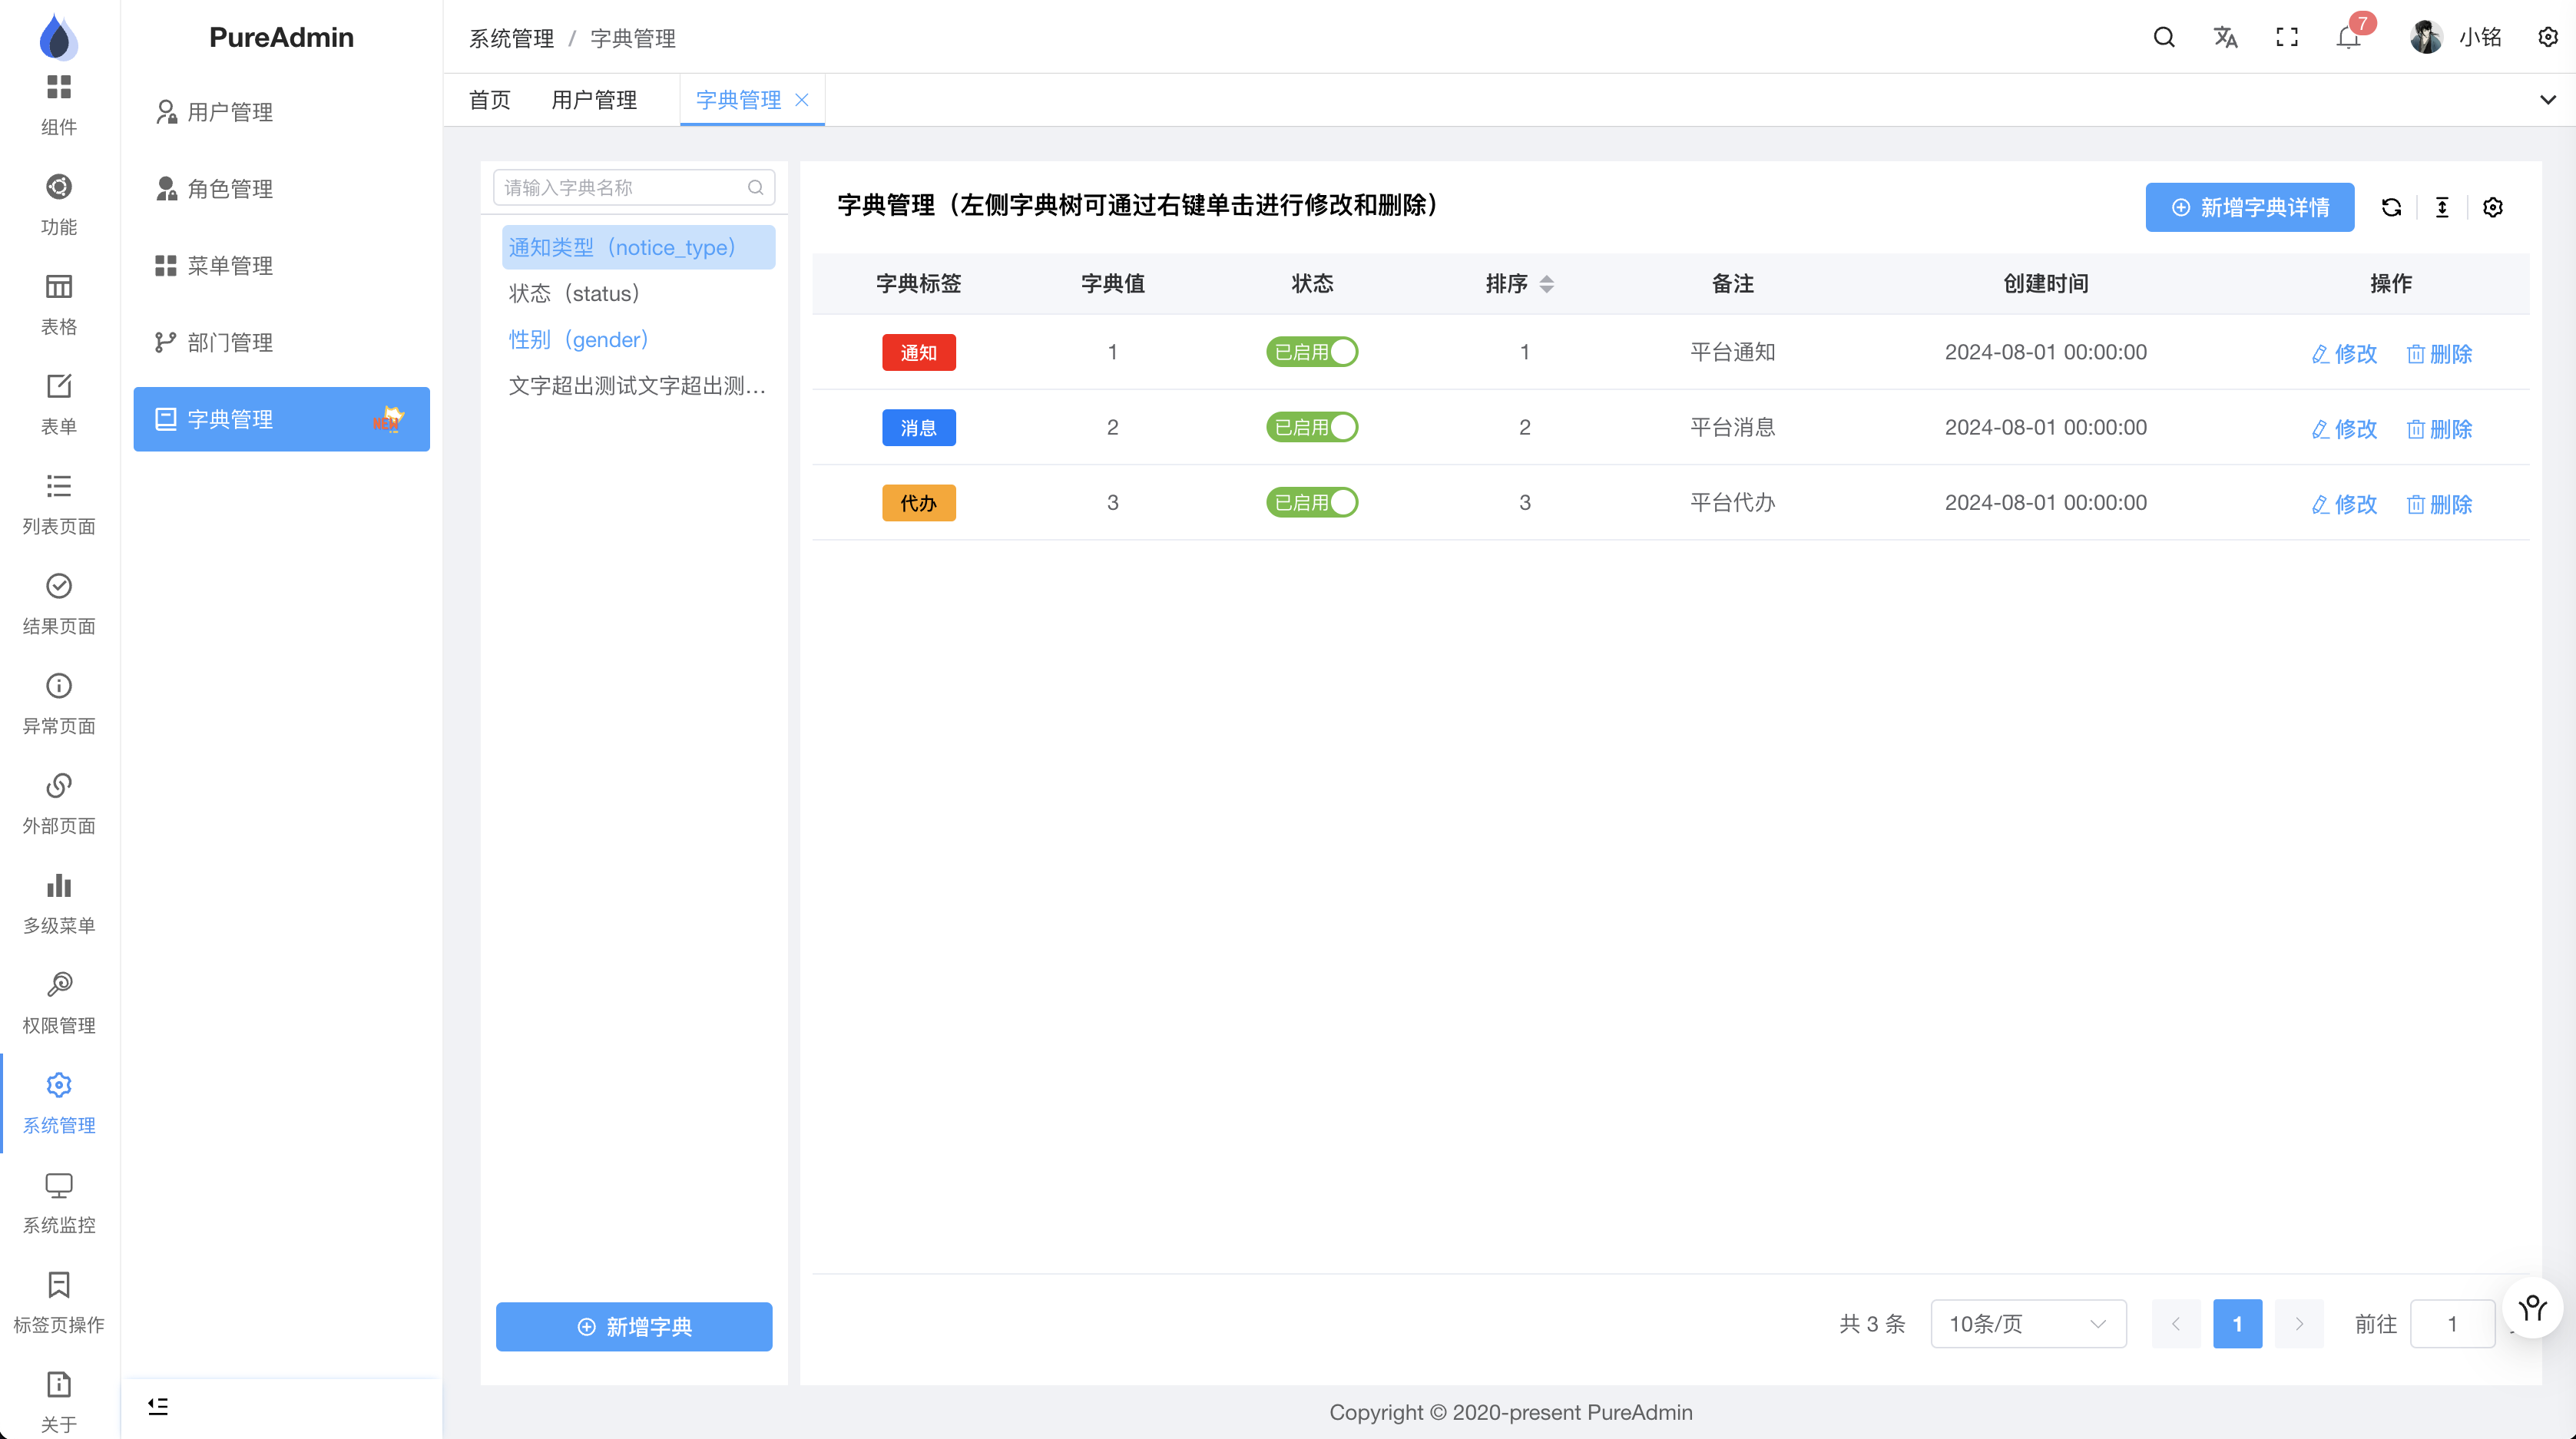 组件
功能
表格
表单
列表页面
结果页面
异常页面
外部页面
多级菜单
权限管理
系统管理
系统监控
标签页操作
关于
PureAdmin
用户管理
角色管理
菜单管理
部门管理
字典管理 NEW
系统管理 / 字典管理
7
小铭
首页 用户管理 字典管理
请输入字典名称
通知类型（notice_type）
状态（status）
性别（gender）
文字超出测试文字超出测...
新增字典
字典管理（左侧字典树可通过右键单击进行修改和删除）
新增字典详情
字典标签 字典值 状态 排序 备注 创建时间 操作
通知 1 已启用 1 平台通知 2024-08-01 00:00:00 修改 删除
消息 2 已启用 2 平台消息 2024-08-01 00:00:00 修改 删除
代办 3 已启用 3 平台代办 2024-08-01 00:00:00 修改 删除
共 3 条 10条/页 1 前往 1
Copyright © 2020-present PureAdmin